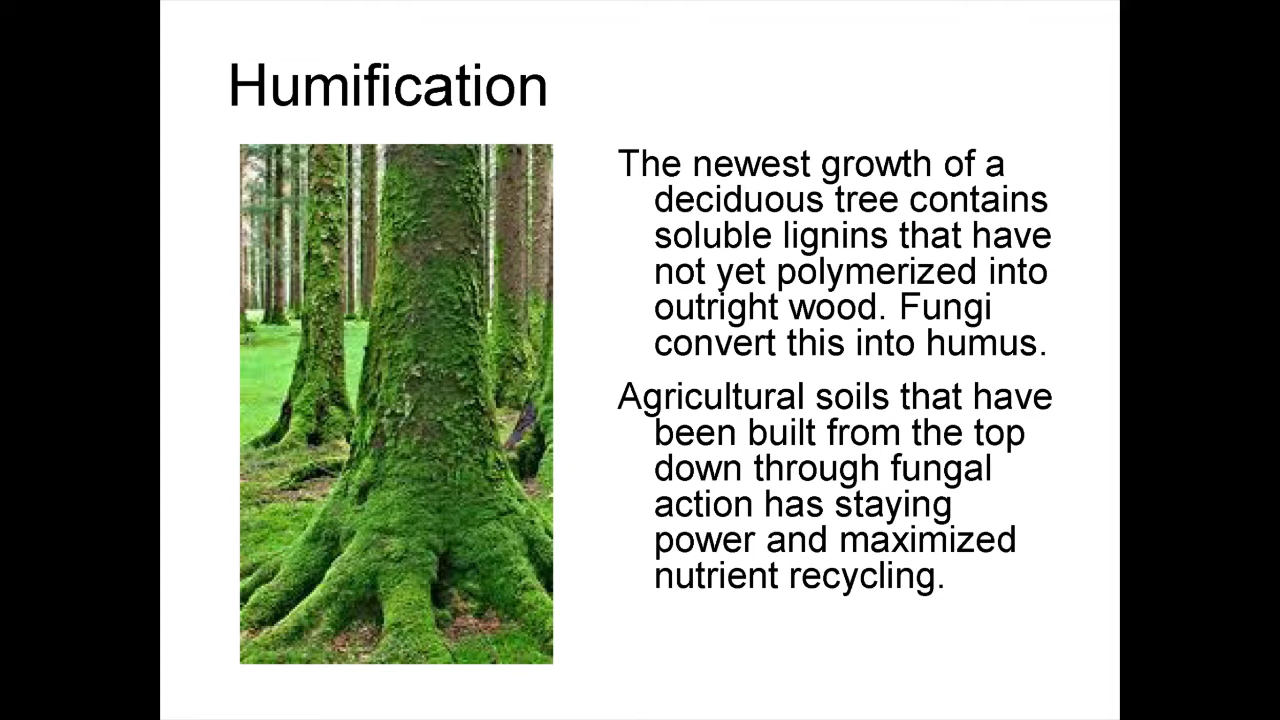 Humification
The newest growth of a
deciduous tree contains
soluble lignins that have
not yet polymerized into
outright wood. Fungi
convert this into humus.
Agricultural soils that have
been built from the top
down through fungal
action has staying
power and maximized
nutrient recycling.